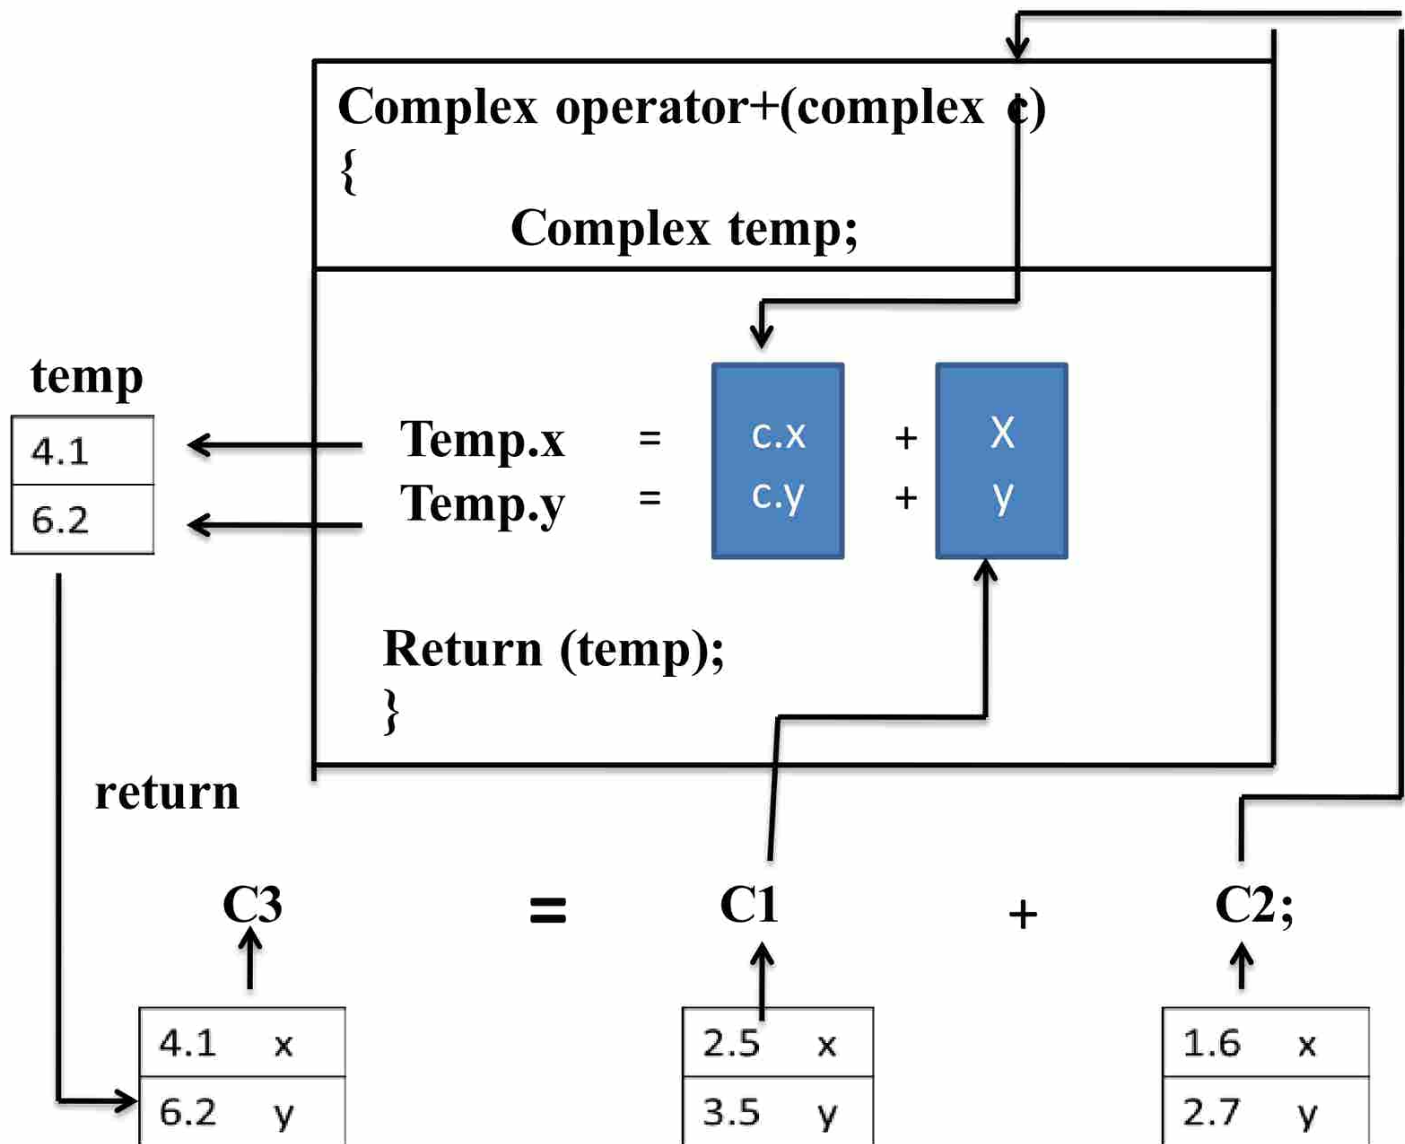 Complex operator+(complex c)
{
Complex temp;
temp
4.1
6.2
Temp.x = c.x + X
Temp.y = c.y + y
Return (temp);
}
return
C3 = C1 + C2;
4.1 x
6.2 y
2.5 x
3.5 y
1.6 x
2.7 y